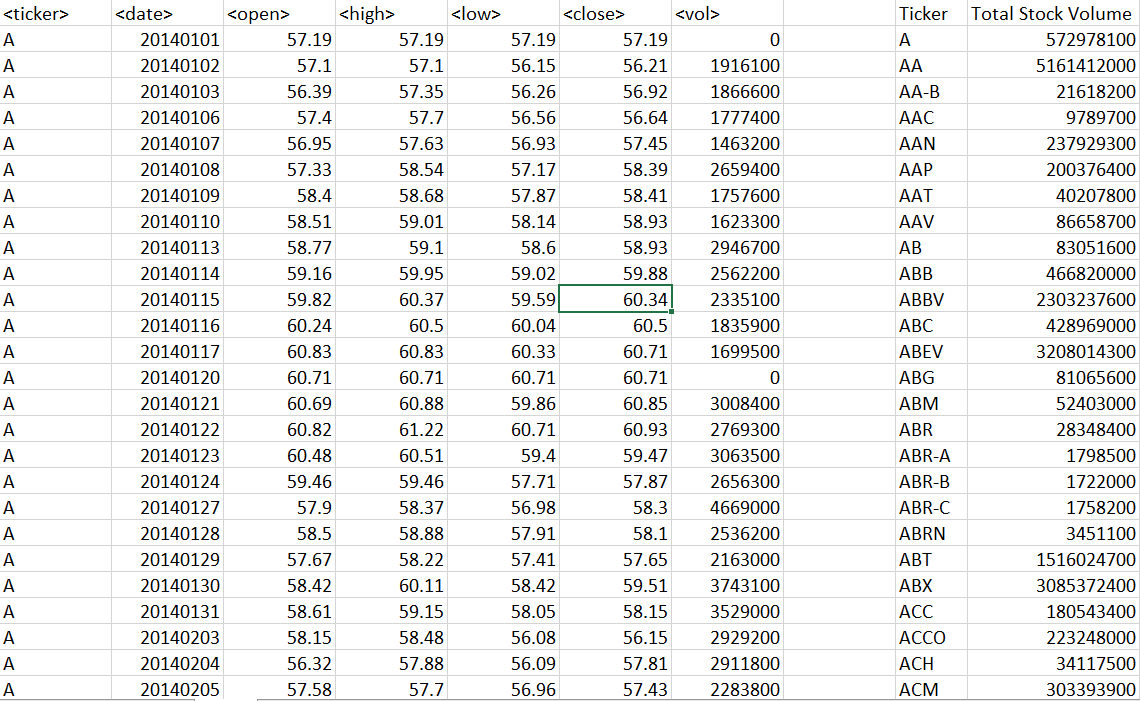 <ticker> <date> <open> <high> <low> <close> <vol> Ticker Total Stock Volume
A 20140101 57.19 57.19 57.19 57.19 0 A 572978100
A 20140102 57.1 57.1 56.15 56.21 1916100 AA 5161412000
A 20140103 56.39 57.35 56.26 56.92 1866600 AA-B 21618200
A 20140106 57.4 57.7 56.56 56.64 1777400 AAC 9789700
A 20140107 56.95 57.63 56.93 57.45 1463200 AAN 237929300
A 20140108 57.33 58.54 57.17 58.39 2659400 AAP 200376400
A 20140109 58.4 58.68 57.87 58.41 1757600 AAT 40207800
A 20140110 58.51 59.01 58.14 58.93 1623300 AAV 86658700
A 20140113 58.77 59.1 58.6 58.93 2946700 AB 83051600
A 20140114 59.16 59.95 59.02 59.88 2562200 ABB 466820000
A 20140115 59.82 60.37 59.59 60.34 2335100 ABBV 2303237600
A 20140116 60.24 60.5 60.04 60.5 1835900 ABC 428969000
A 20140117 60.83 60.83 60.33 60.71 1699500 ABEV 3208014300
A 20140120 60.71 60.71 60.71 60.71 0 ABG 81065600
A 20140121 60.69 60.88 59.86 60.85 3008400 ABM 52403000
A 20140122 60.82 61.22 60.71 60.93 2769300 ABR 28348400
A 20140123 60.48 60.51 59.4 59.47 3063500 ABR-A 1798500
A 20140124 59.46 59.46 57.71 57.87 2656300 ABR-B 1722000
A 20140127 57.9 58.37 56.98 58.3 4669000 ABR-C 1758200
A 20140128 58.5 58.88 57.91 58.1 2536200 ABRN 3451100
A 20140129 57.67 58.22 57.41 57.65 2163000 ABT 1516024700
A 20140130 58.42 60.11 58.42 59.51 3743100 ABX 3085372400
A 20140131 58.61 59.15 58.05 58.15 3529000 ACC 180543400
A 20140203 58.15 58.48 56.08 56.15 2929200 ACCO 223248000
A 20140204 56.32 57.88 56.09 57.81 2911800 ACH 34117500
A 20140205 57.58 57.7 56.96 57.43 2283800 ACM 303393900